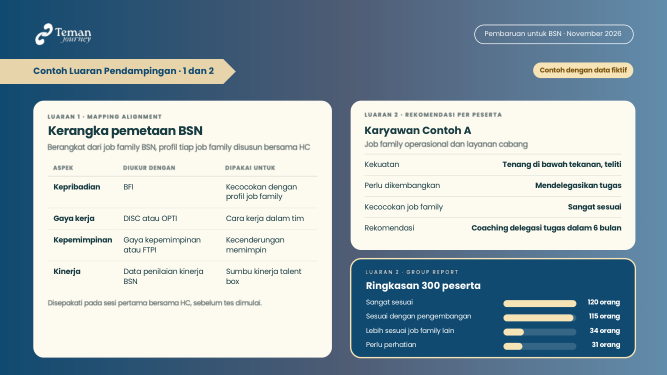 Teman
journey
Pembaruan untuk BSN · November 2026
Contoh Luaran Pendampingan · 1 dan 2
Contoh dengan data fiktif
LUARAN 1 · MAPPING ALIGNMENT
Kerangka pemetaan BSN
Berangkat dari job family BSN, profil tiap job family disusun bersama HC
ASPEK DIUKUR DENGAN DIPAKAI UNTUK
Kepribadian BFI Kecocokan dengan
profil job family
Gaya kerja DISC atau OPTI Cara kerja dalam tim
Kepemimpinan Gaya kepemimpinan Kecenderungan
atau FTPI memimpin
Kinerja Data penilaian kinerja Sumbu kinerja talent
BSN box
Disepakati pada sesi pertama bersama HC, sebelum tes dimulai.
LUARAN 2 · REKOMENDASI PER PESERTA
Karyawan Contoh A
Job family operasional dan layanan cabang
Kekuatan Tenang di bawah tekanan, teliti
Perlu dikembangkan Mendelegasikan tugas
Kecocokan job family Sangat sesuai
Rekomendasi Coaching delegasi tugas dalam 6 bulan
LUARAN 2 · GROUP REPORT
Ringkasan 300 peserta
Sangat sesuai 120 orang
Sesuai dengan pengembangan 115 orang
Lebih sesuai job family lain 34 orang
Perlu perhatian 31 orang